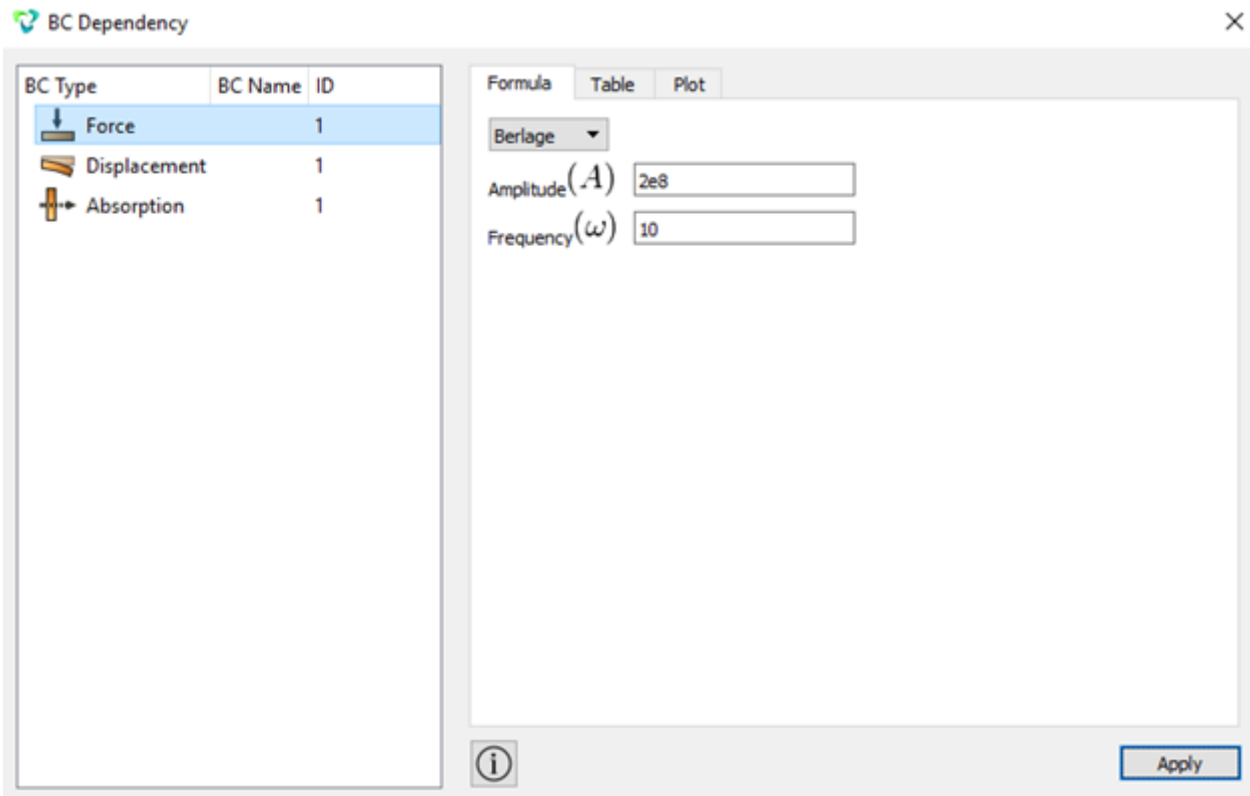 BC Dependency
BC Type BC Name ID
Force 1
Displacement 1
Absorption 1
Formula Table Plot
Berlage
Amplitude(A) 2e8
Frequency(ω) 10
Apply